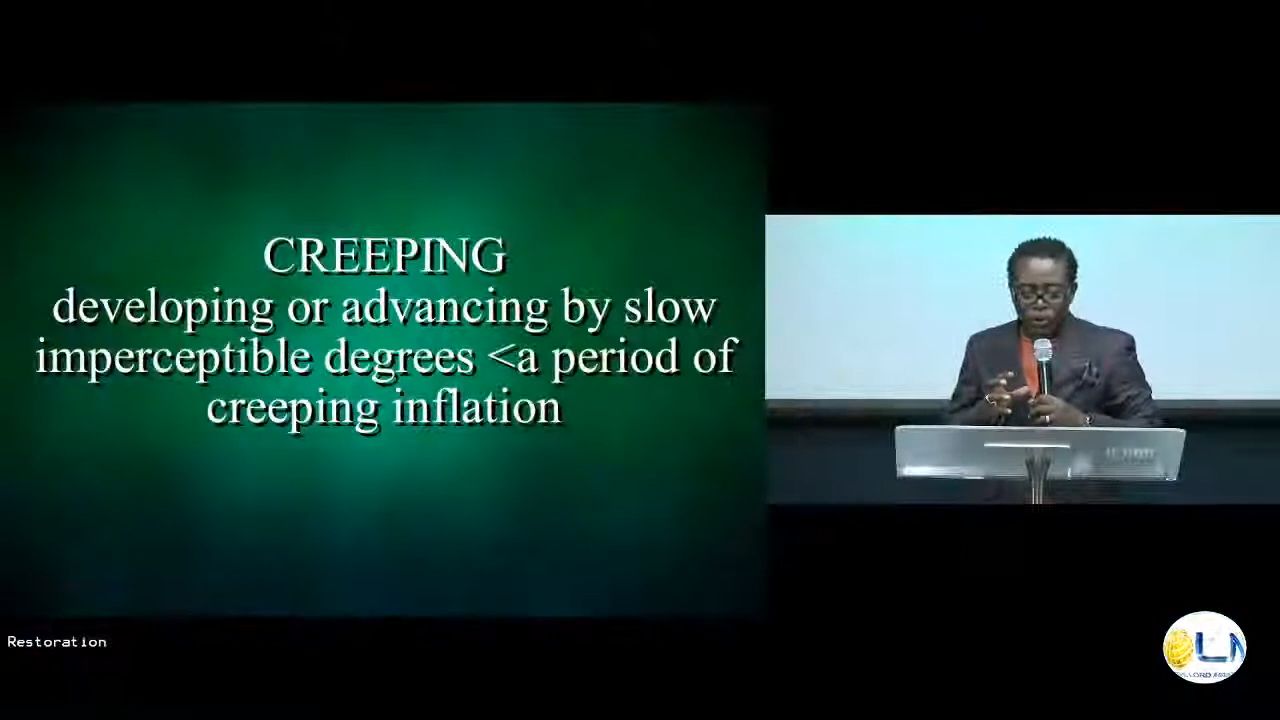 CREEPING
developing or advancing by slow
imperceptible degrees <a period of
creeping inflation
Restoration